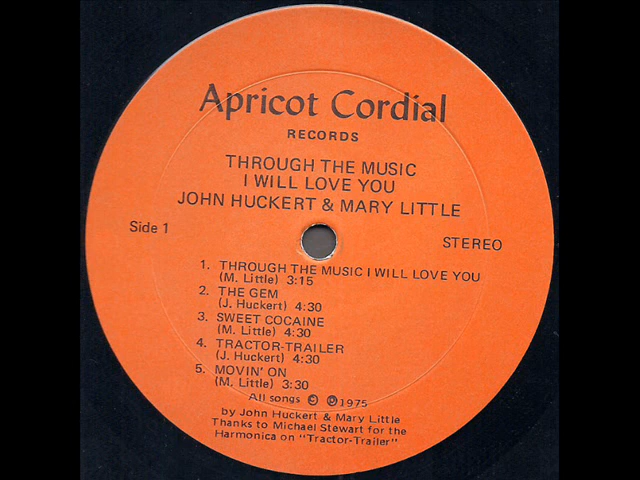 Apricot Cordial
RECORDS
THROUGH THE MUSIC
I WILL LOVE YOU
JOHN HUCKERT & MARY LITTLE
Side 1
STEREO
1. THROUGH THE MUSIC I WILL LOVE YOU
(M. Little) 3:15
2. THE GEM
(J. Huckert) 4:30
3. SWEET COCAINE
(M. Little) 4:30
4. TRACTOR-TRAILER
(J. Huckert) 4:30
5. MOVIN' ON
(M. Little) 3:30
All songs © ℗ 1975
by John Huckert & Mary Little
Thanks to Michael Stewart for the
Harmonica on "Tractor-Trailer"